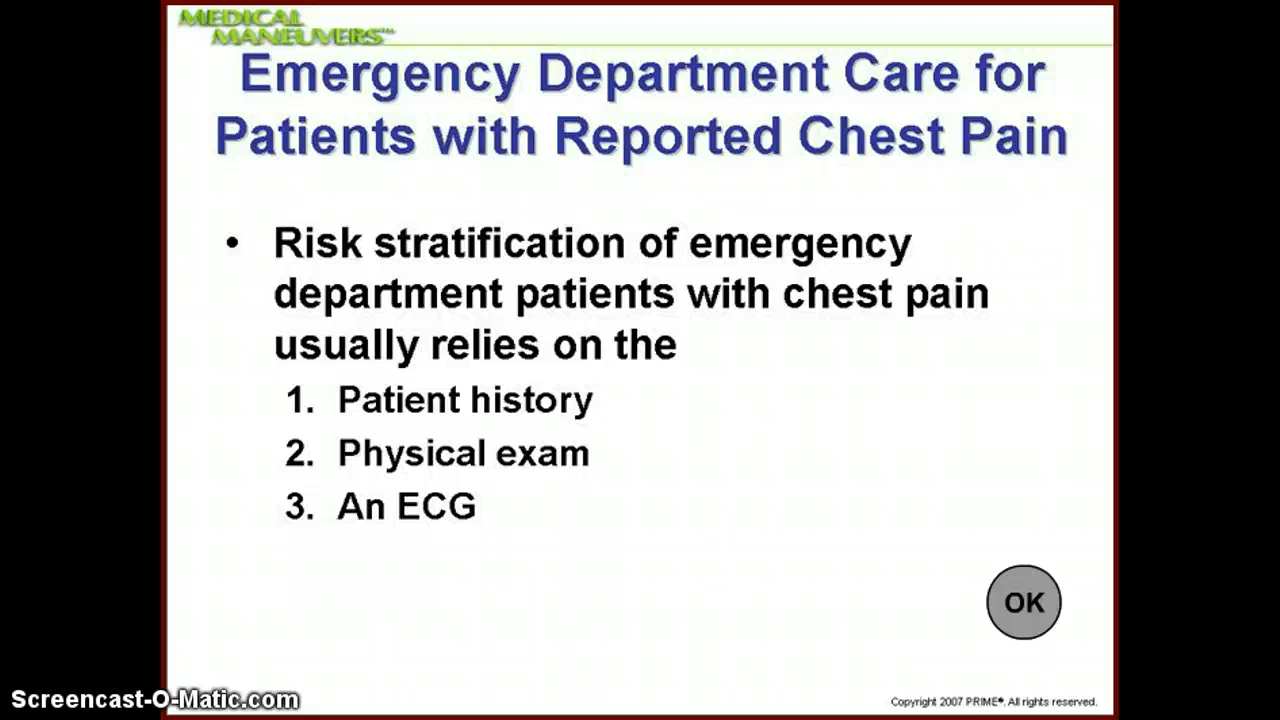 MEDICAL
MANEUVERS™
Emergency Department Care for
Patients with Reported Chest Pain
• Risk stratification of emergency
department patients with chest pain
usually relies on the
1. Patient history
2. Physical exam
3. An ECG
OK
Screencast-O-Matic.com
Copyright 2007 PRIME®. All rights reserved.